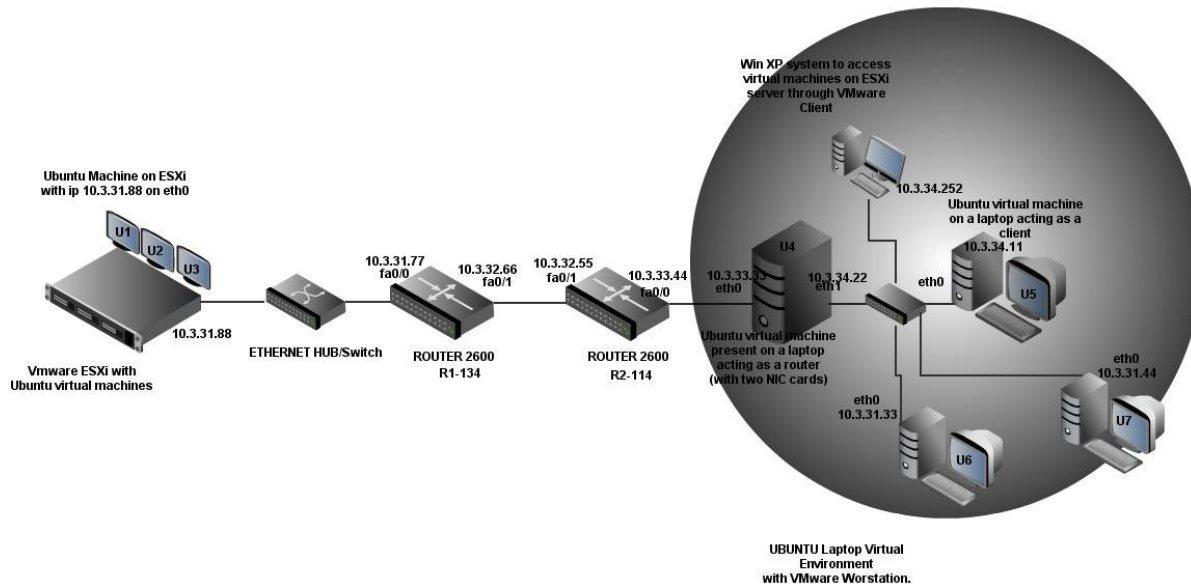 Win XP system to access
virtual machines on ESXi
server through VMware
Client
10.3.34.252
Ubuntu Machine on ESXi
with ip 10.3.31.88 on eth0
U1
U2
U3
10.3.31.88
Vmware ESXi with
Ubuntu virtual machines
ETHERNET HUB/Switch
10.3.31.77
fa0/0
10.3.32.66
fa0/1
ROUTER 2600
R1-134
10.3.32.55
fa0/1
10.3.33.44
fa0/0
ROUTER 2600
R2-114
U4
10.3.33.33
eth0
10.3.34.22
eth1
Ubuntu virtual machine
present on a laptop
acting as a router
(with two NIC cards)
Ubuntu virtual machine
on a laptop acting as a
client
10.3.34.11
eth0
U5
eth0
10.3.31.33
U6
eth0
10.3.31.44
U7
UBUNTU Laptop Virtual
Environment
with VMware Worstation.